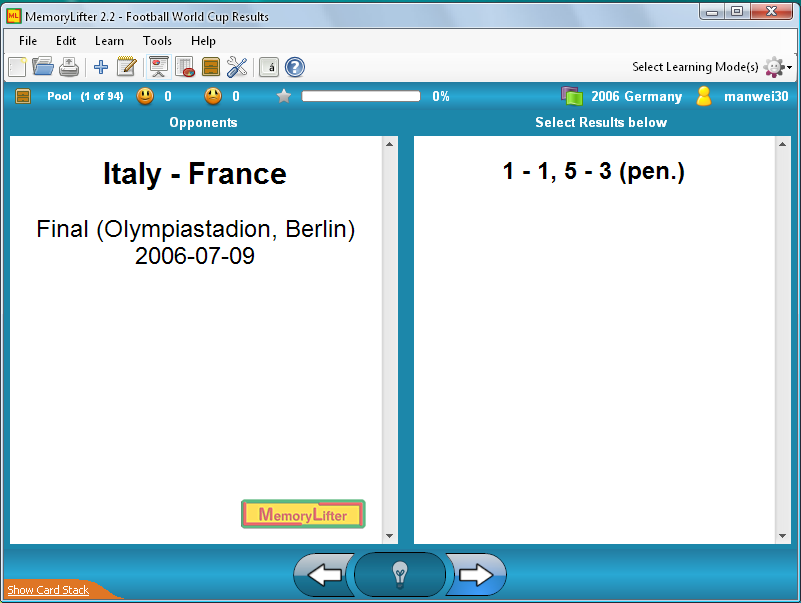 ML MemoryLifter 2.2 - Football World Cup Results
File Edit Learn Tools Help
á ? Select Learning Mode(s)
Pool (1 of 94) 0 0 0% 2006 Germany manwei30
Opponents
Select Results below
Italy - France
Final (Olympiastadion, Berlin)
2006-07-09
MemoryLifter
1 - 1, 5 - 3 (pen.)
Show Card Stack